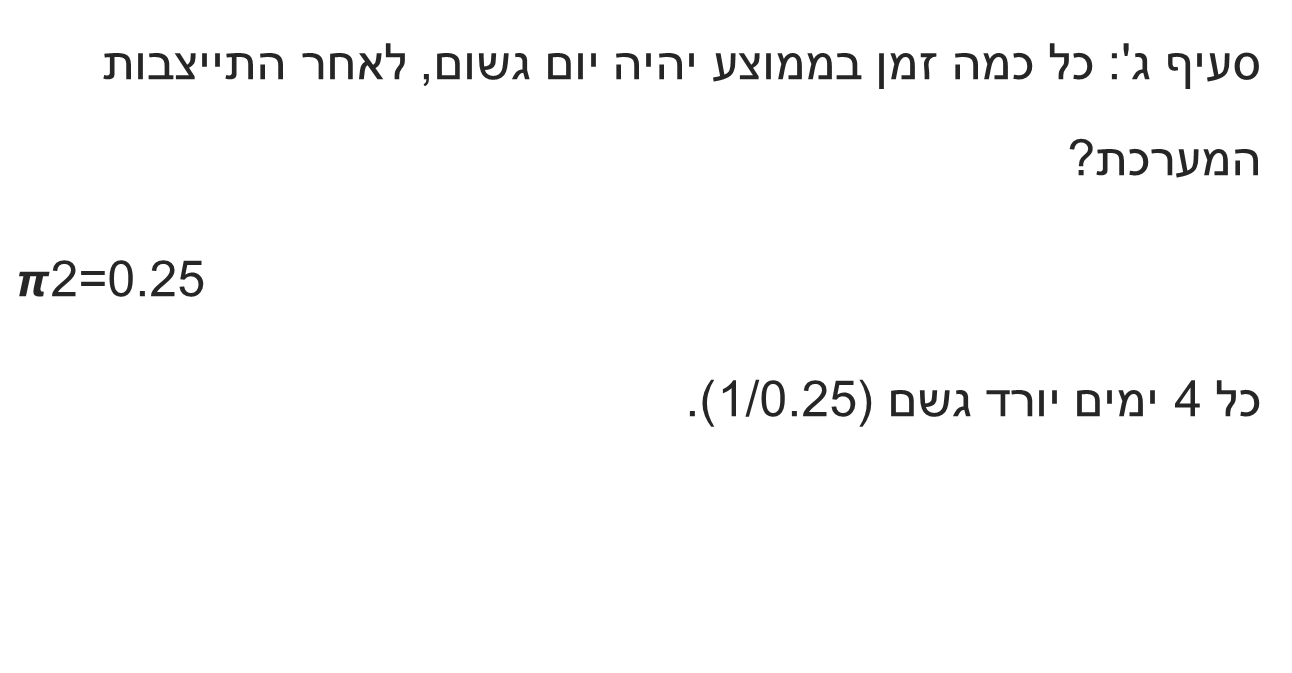 סעיף ג': כל כמה זמן בממוצע יהיה יום גשום, לאחר התייצבות
המערכת?
π2=0.25
כל 4 ימים יורד גשם (1/0.25).